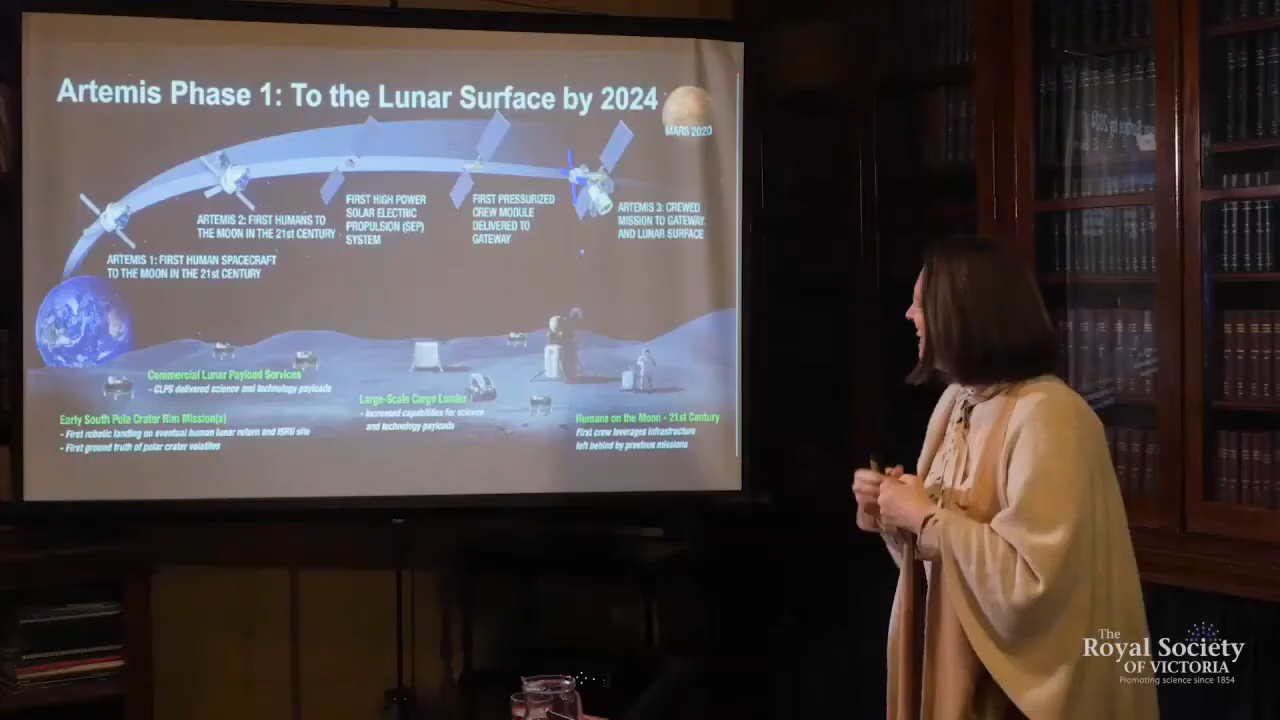 Artemis Phase 1: To the Lunar Surface by 2024
MARS 2020
ARTEMIS 2: FIRST HUMANS TO
THE MOON IN THE 21st CENTURY
FIRST HIGH POWER
SOLAR ELECTRIC
PROPULSION (SEP)
SYSTEM
FIRST PRESSURIZED
CREW MODULE
DELIVERED TO
GATEWAY
ARTEMIS 3: CREWED
MISSION TO GATEWAY
AND LUNAR SURFACE
ARTEMIS 1: FIRST HUMAN SPACECRAFT
TO THE MOON IN THE 21st CENTURY
Commercial Lunar Payload Services
- CLPS delivered science and technology payloads
Large-Scale Cargo Lander
- Increased capabilities for science
and technology payloads
Early South Pole Crater Rim Mission(s)
- First robotic landing on eventual human lunar return and ISRU site
- First ground truth of polar crater volatiles
Humans on the Moon - 21st Century
First crew leverages infrastructure
left behind by previous missions
The
Royal Society
OF VICTORIA
Promoting science since 1854